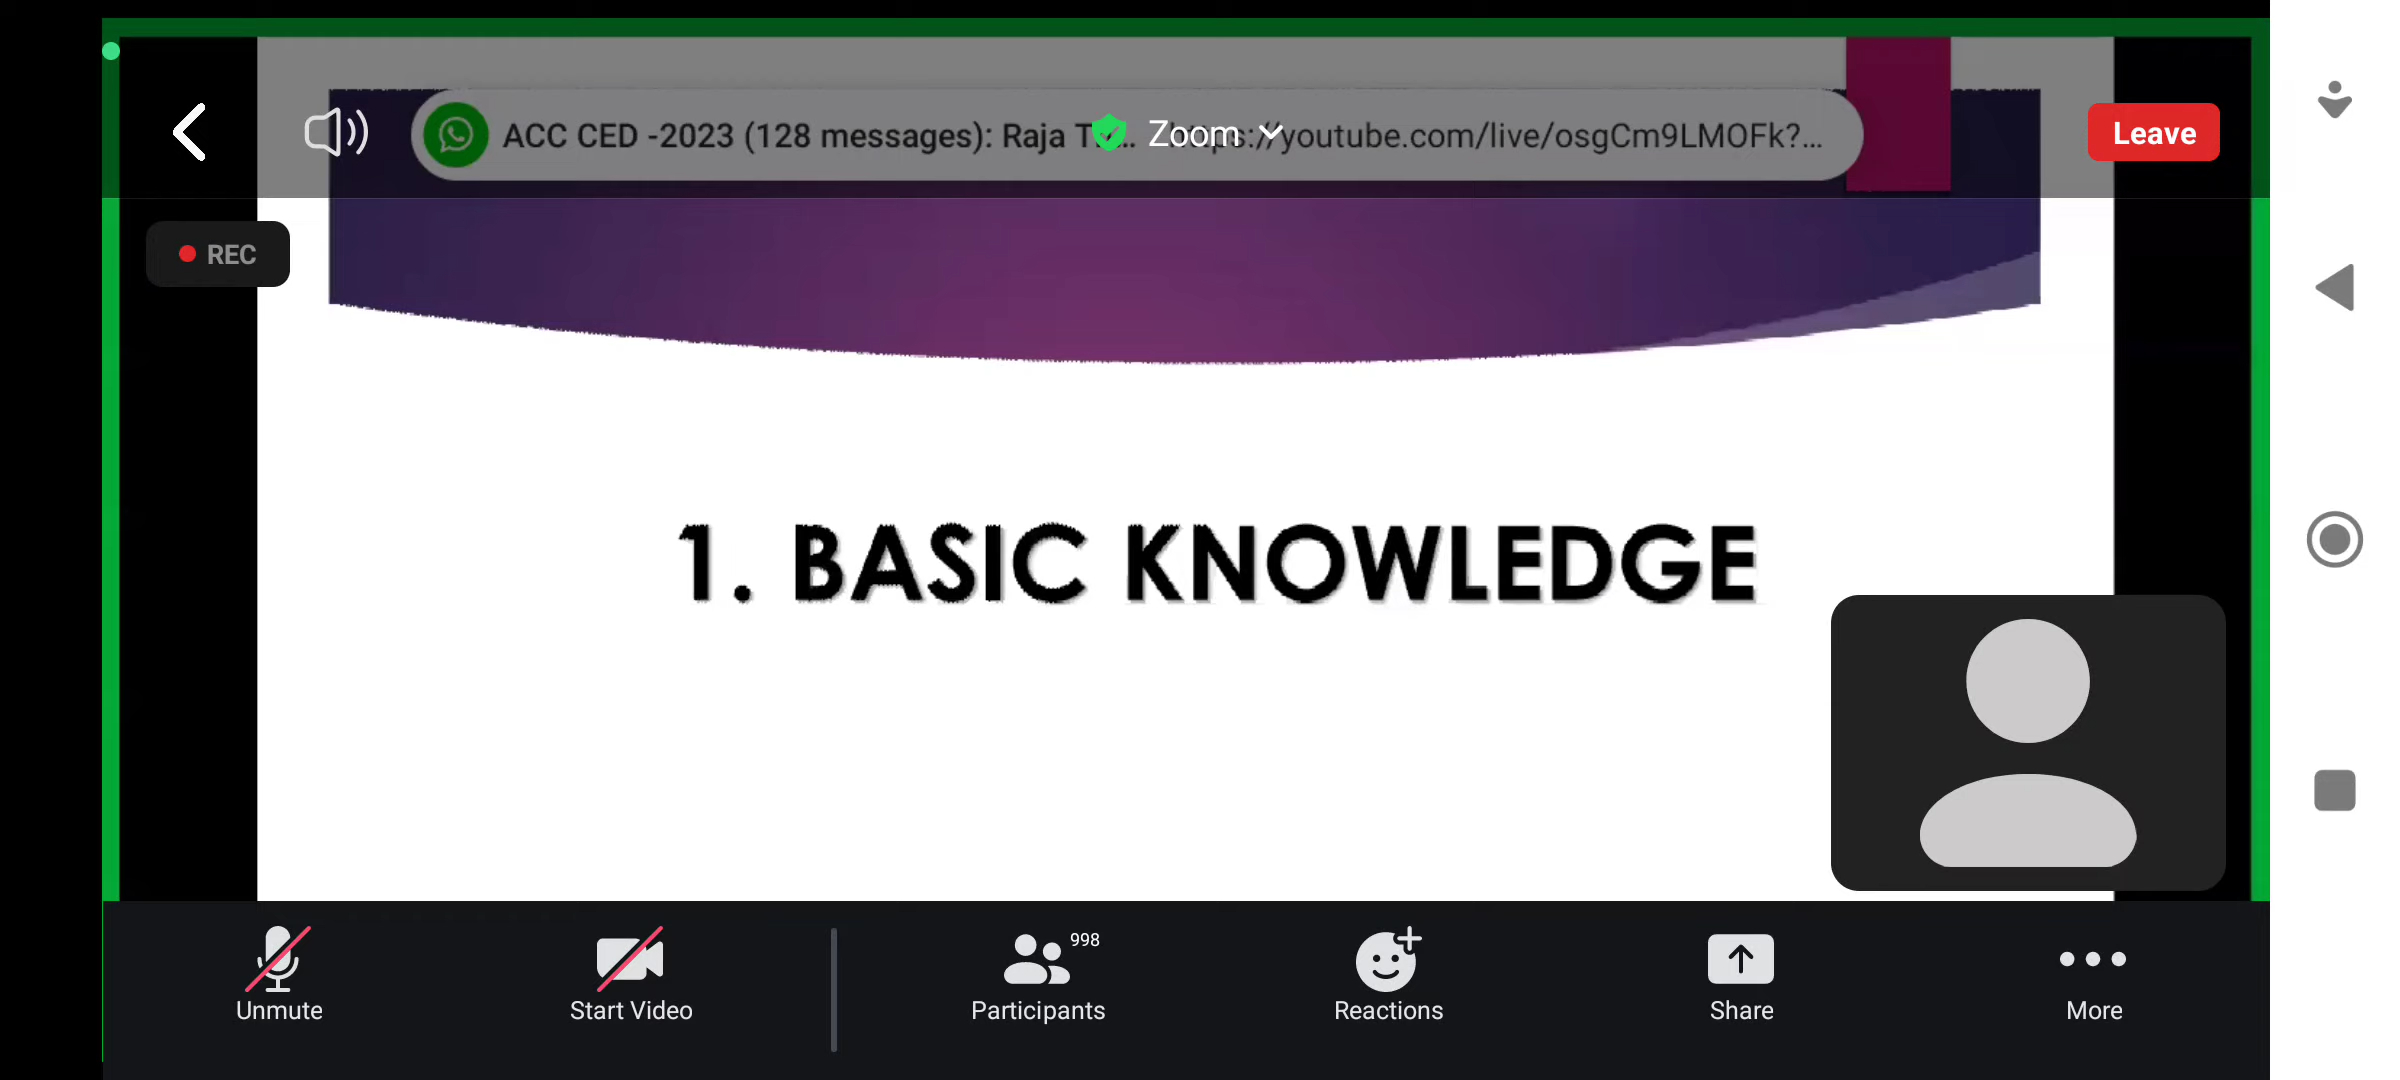 ACC CED -2023 (128 messages): Raja T... https://youtube.com/live/osgCm9LMOFk?...
Zoom
Leave
REC
1. BASIC KNOWLEDGE
998
Unmute
Start Video
Participants
Reactions
Share
More